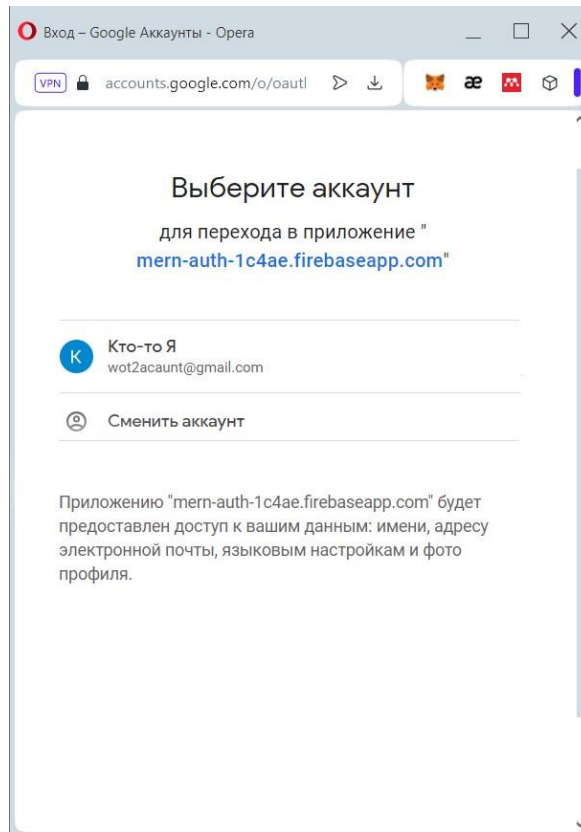 Вход – Google Аккаунты - Opera
VPN accounts.google.com/o/oautl
æ
Выберите аккаунт
для перехода в приложение "
mern-auth-1c4ae.firebaseapp.com"
К
Кто-то Я
wot2acaunt@gmail.com
Сменить аккаунт
Приложению "mern-auth-1c4ae.firebaseapp.com" будет
предоставлен доступ к вашим данным: имени, адресу
электронной почты, языковым настройкам и фото
профиля.